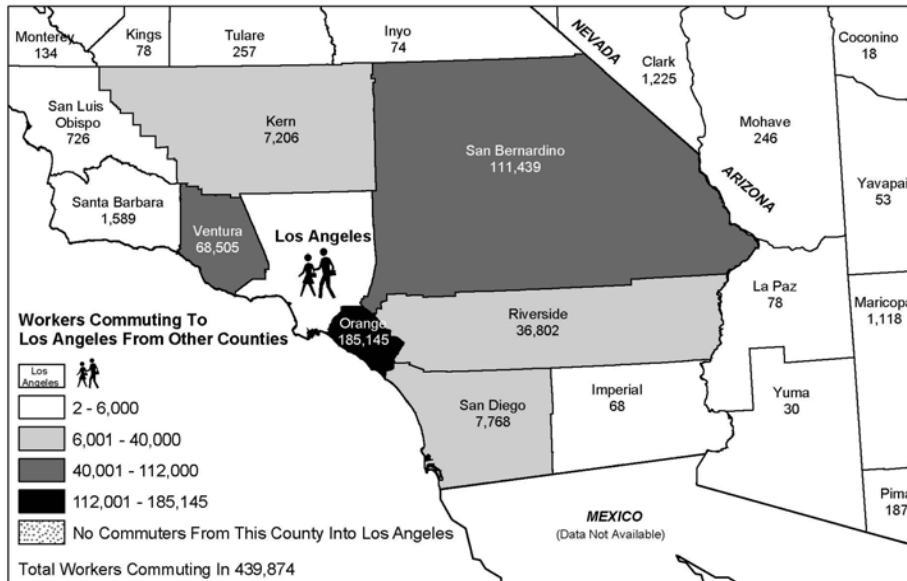 Monterey
134
Kings
78
Tulare
257
Inyo
74
NEVADA
Clark
1,225
Coconino
18
San Luis
Obispo
726
Kern
7,206
San Bernardino
111,439
Mohave
246
ARIZONA
Yavapai
53
Santa Barbara
1,589
Ventura
68,505
Los Angeles
La Paz
78
Maricopa
1,118
Orange
185,145
Riverside
36,802
San Diego
7,768
Imperial
68
Yuma
30
Pima
187
MEXICO
(Data Not Available)
Workers Commuting To
Los Angeles From Other Counties
Los
Angeles
2 - 6,000
6,001 - 40,000
40,001 - 112,000
112,001 - 185,145
No Commuters From This County Into Los Angeles
Total Workers Commuting In 439,874